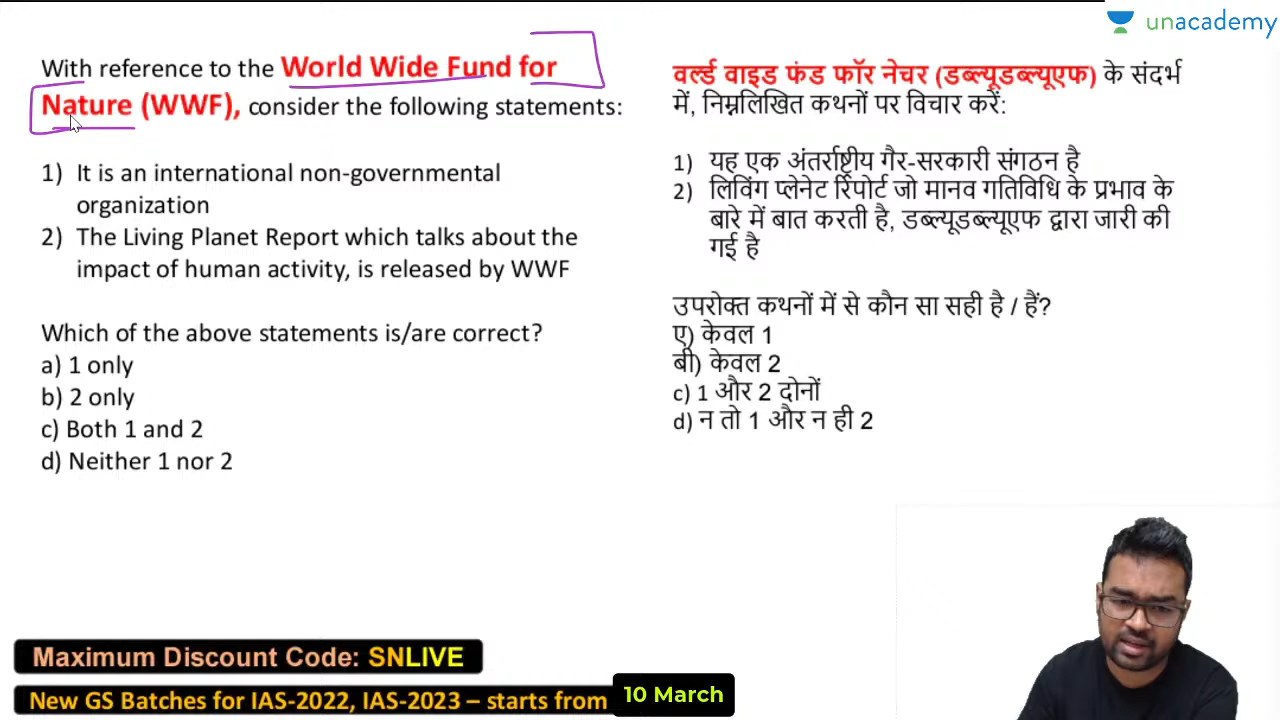 unacademy
With reference to the World Wide Fund for
Nature (WWF), consider the following statements:
1) It is an international non-governmental
organization
2) The Living Planet Report which talks about the
impact of human activity, is released by WWF
Which of the above statements is/are correct?
a) 1 only
b) 2 only
c) Both 1 and 2
d) Neither 1 nor 2
वर्ल्ड वाइड फंड फॉर नेचर (डब्ल्यूडब्ल्यूएफ) के संदर्भ
में, निम्नलिखित कथनों पर विचार करें:
1) यह एक अंतर्राष्ट्रीय गैर-सरकारी संगठन है
2) लिविंग प्लेनेट रिपोर्ट जो मानव गतिविधि के प्रभाव के
बारे में बात करती है, डब्ल्यूडब्ल्यूएफ द्वारा जारी की
गई है
उपरोक्त कथनों में से कौन सा सही है / हैं?
ए) केवल 1
बी) केवल 2
c) 1 और 2 दोनों
d) न तो 1 और न ही 2
Maximum Discount Code: SNLIVE
New GS Batches for IAS-2022, IAS-2023 – starts from 10 March